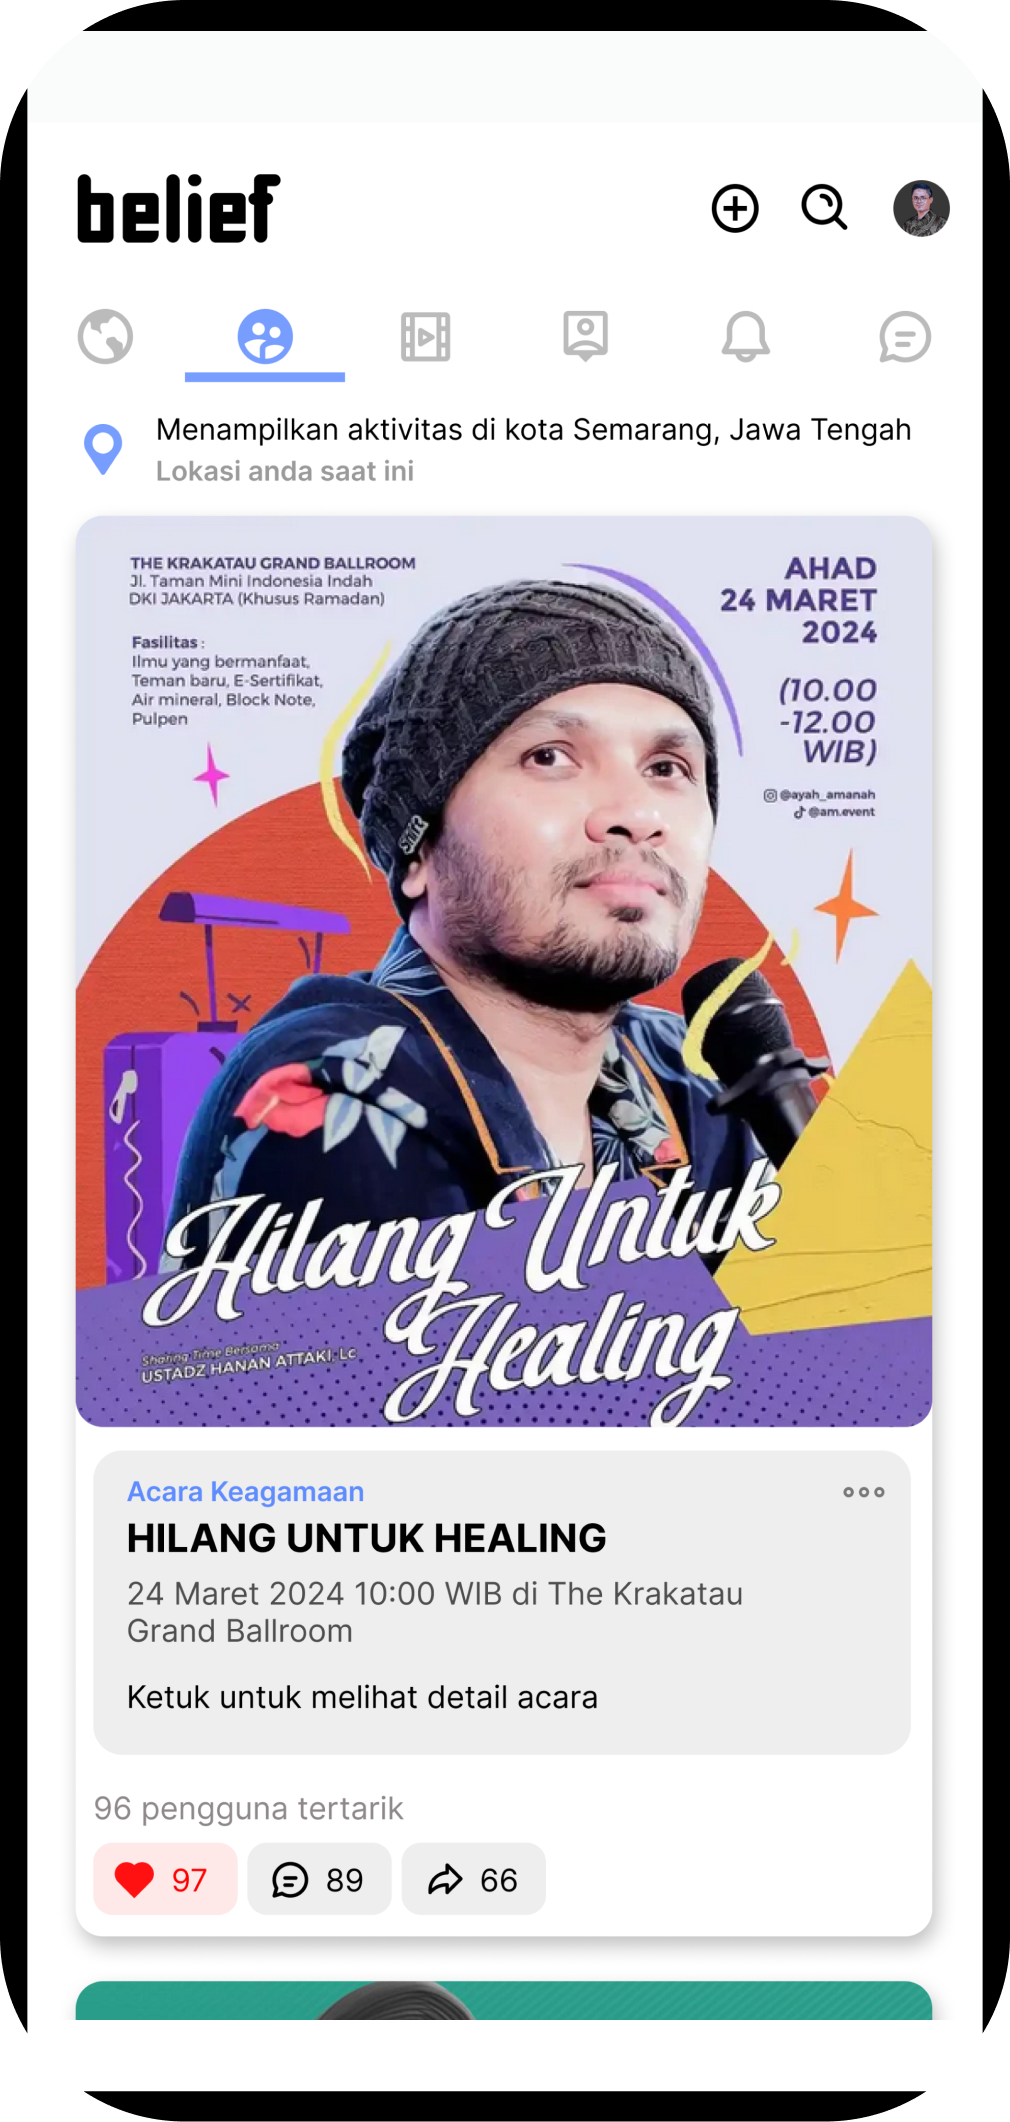 belief
Menampilkan aktivitas di kota Semarang, Jawa Tengah
Lokasi anda saat ini
THE KRAKATAU GRAND BALLROOM
Jl. Taman Mini Indonesia Indah
DKI JAKARTA (Khusus Ramadan)
Fasilitas :
Ilmu yang bermanfaat,
Teman baru, E-Sertifikat,
Air mineral, Block Note,
Pulpen
AHAD
24 MARET
2024
(10.00
-12.00
WIB)
@ayah_amanah
@am.event
Shift
Hilang Untuk
Healing
Sharing Time Bersama
USTADZ HANAN ATTAKI, Lc
Acara Keagamaan
HILANG UNTUK HEALING
24 Maret 2024 10:00 WIB di The Krakatau
Grand Ballroom
Ketuk untuk melihat detail acara
96 pengguna tertarik
97 89 66